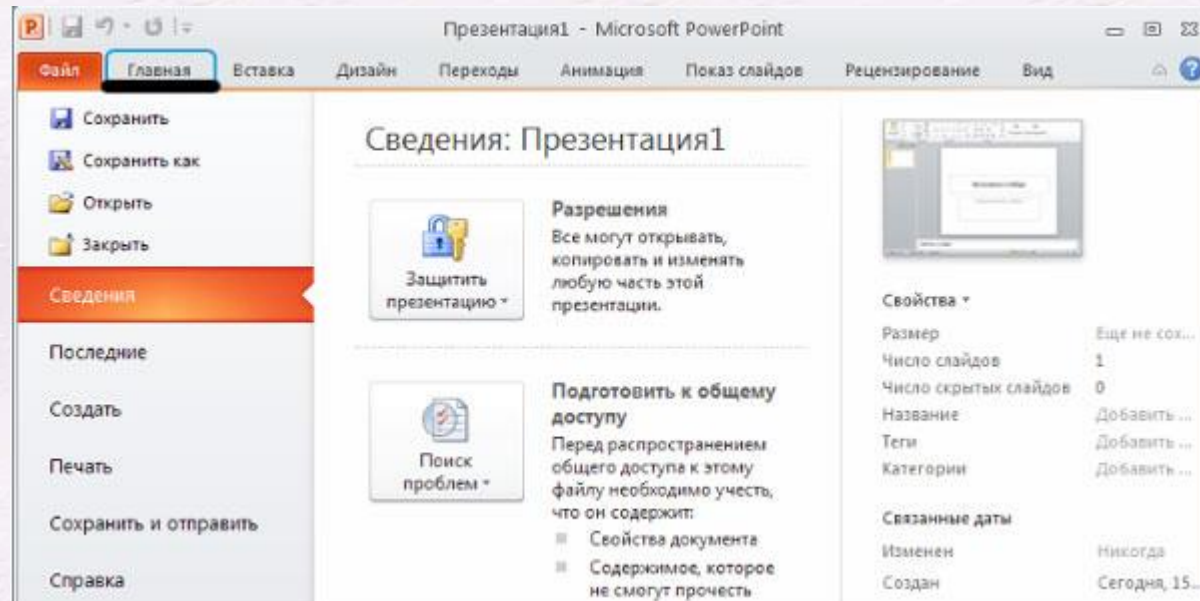 Презентация1 - Microsoft PowerPoint
Файл Главная Вставка Дизайн Переходы Анимация Показ слайдов Рецензирование Вид
Сохранить
Сохранить как
Открыть
Закрыть
Сведения
Последние
Создать
Печать
Сохранить и отправить
Справка
Сведения: Презентация1
Защитить
презентацию
Разрешения
Все могут открывать,
копировать и изменять
любую часть этой
презентации.
Поиск
проблем
Подготовить к общему
доступу
Перед распространением
общего доступа к этому
файлу необходимо учесть,
что он содержит:
Свойства документа
Содержимое, которое
не смогут прочесть
Свойства
Размер Еще не сох...
Число слайдов 1
Число скрытых слайдов 0
Название Добавить ...
Теги Добавить ...
Категории Добавить ...
Связанные даты
Изменен Никогда
Создан Сегодня, 15...